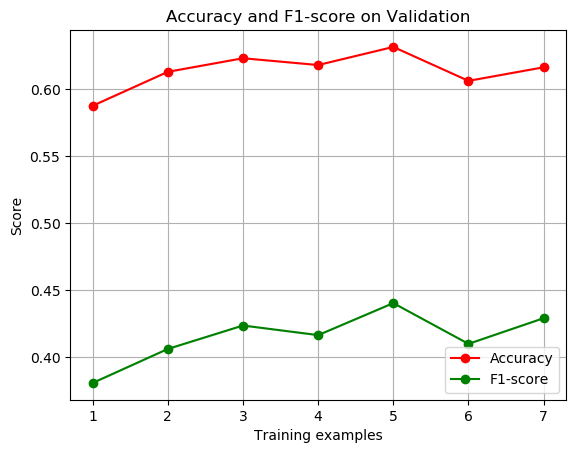 Accuracy and F1-score on Validation
Score
0.60
0.55
0.50
0.45
0.40
Accuracy
F1-score
1 2 3 4 5 6 7
Training examples